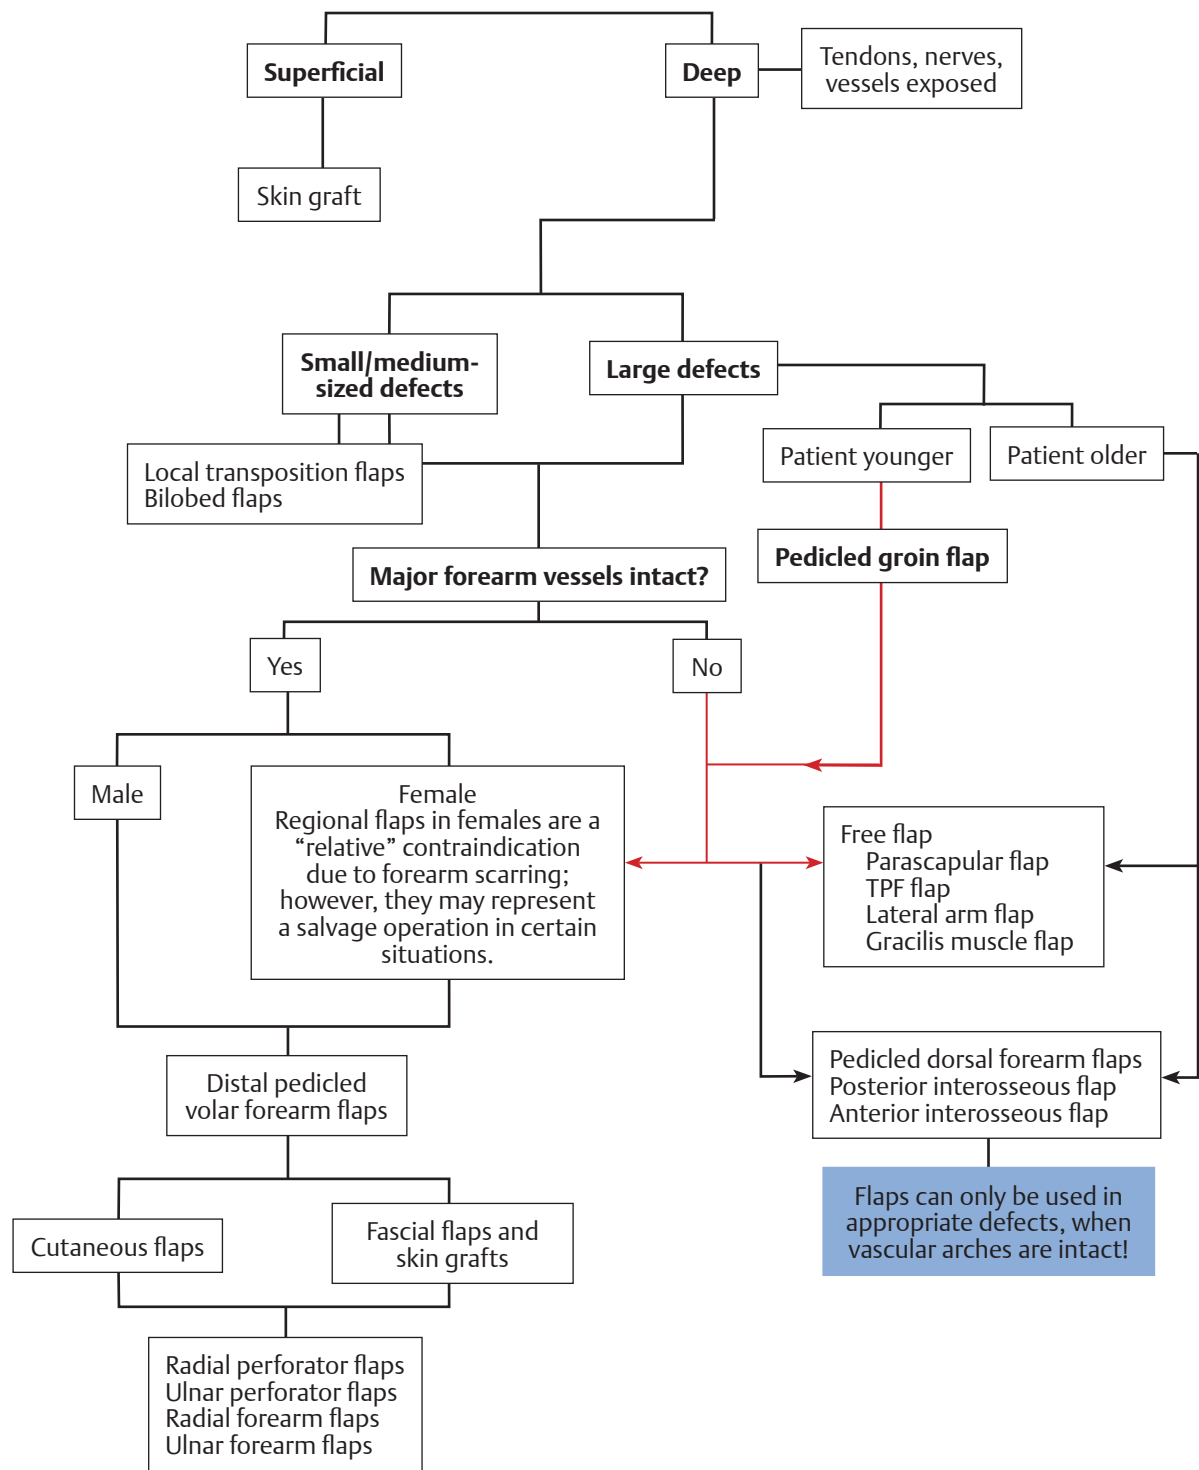 Superficial
Deep
Tendons, nerves,
vessels exposed
Skin graft
Small/medium-
sized defects
Large defects
Local transposition flaps
Bilobed flaps
Patient younger
Patient older
Major forearm vessels intact?
Pedicled groin flap
Yes
No
Male
Female
Regional flaps in females are a
“relative” contraindication
due to forearm scarring;
however, they may represent
a salvage operation in certain
situations.
Free flap
Parascapular flap
TPF flap
Lateral arm flap
Gracilis muscle flap
Distal pedicled
volar forearm flaps
Pedicled dorsal forearm flaps
Posterior interosseous flap
Anterior interosseous flap
Flaps can only be used in
appropriate defects, when
vascular arches are intact!
Cutaneous flaps
Fascial flaps and
skin grafts
Radial perforator flaps
Ulnar perforator flaps
Radial forearm flaps
Ulnar forearm flaps